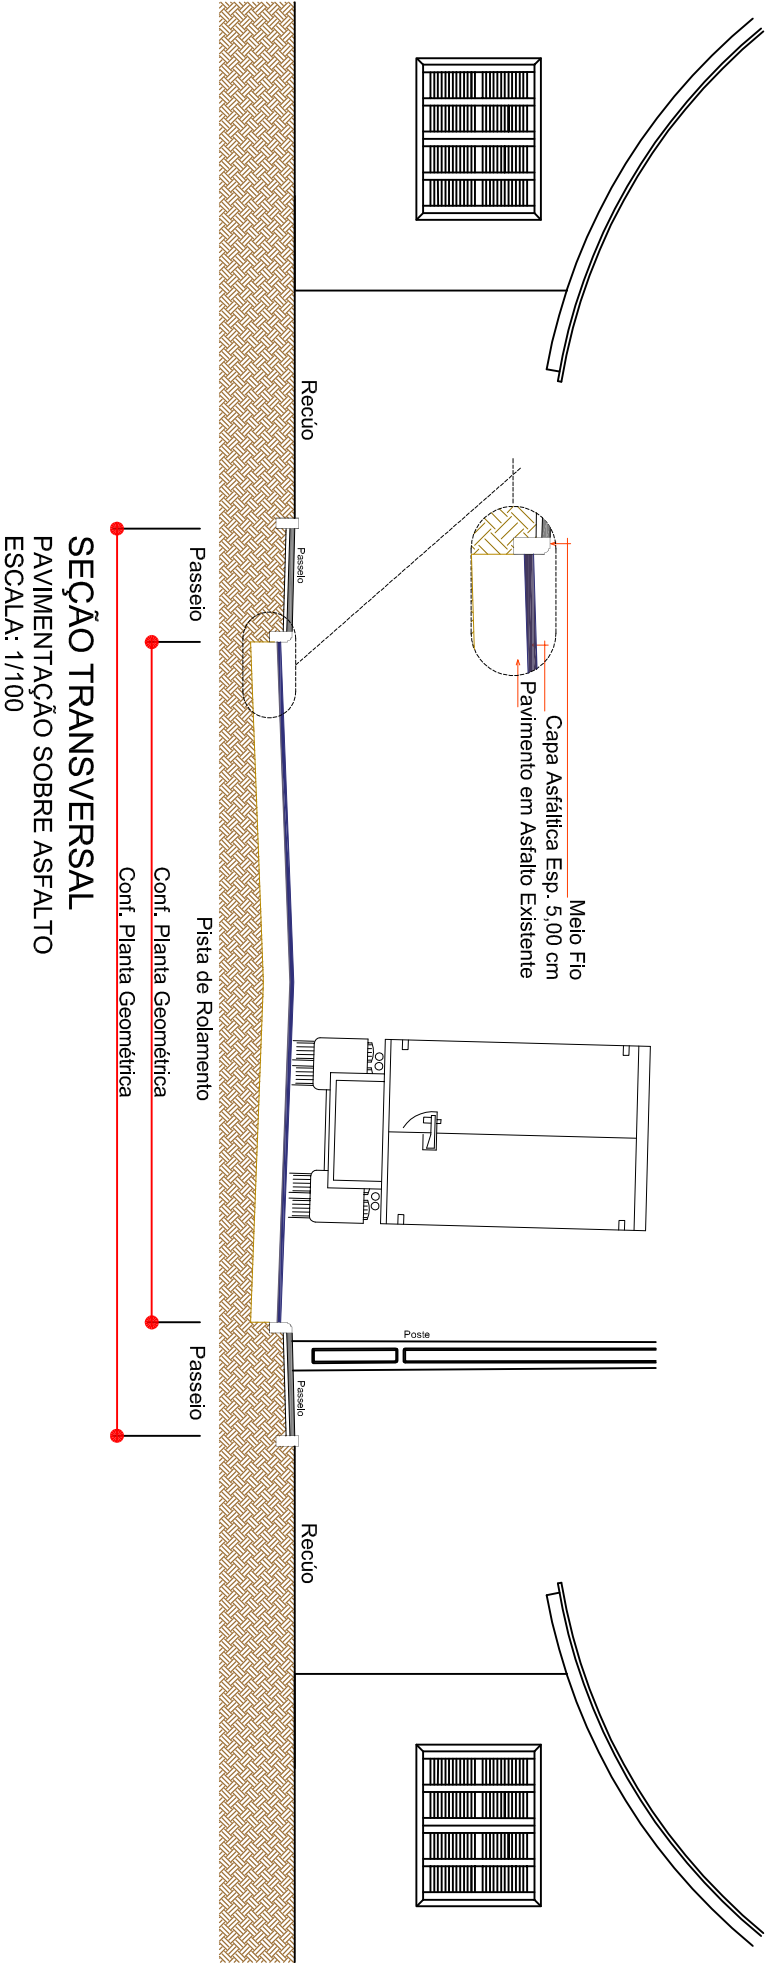 Meio Fio
Capa Asfáltica Esp. 5,00 cm
Pavimento em Asfalto Existente
Poste
Recúo
Passeio
Passeio
Recúo
Passeio
Pista de Rolamento
Passeio
Conf. Planta Geométrica
Conf. Planta Geométrica
SEÇÃO TRANSVERSAL
PAVIMENTAÇÃO SOBRE ASFALTO
ESCALA: 1/100